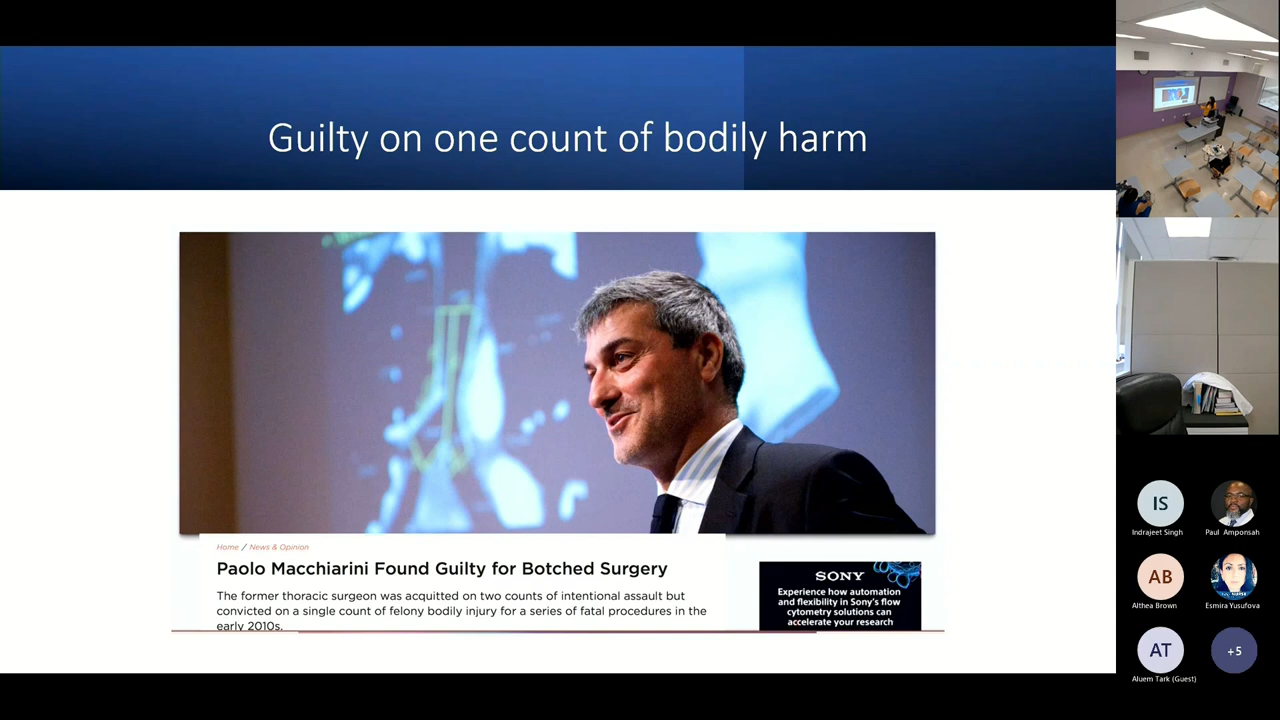 Guilty on one count of bodily harm
Home / News & Opinion
Paolo Macchiarini Found Guilty for Botched Surgery
The former thoracic surgeon was acquitted on two counts of intentional assault but
convicted on a single count of felony bodily injury for a series of fatal procedures in the
early 2010s.
SONY
Experience how automation
and flexibility in Sony's flow
cytometry solutions can
accelerate your research
IS
Indrajeet Singh
Paul Amponsah
AB
Althea Brown
Esmira Yusufova
AT
+5
Aluem Tark (Guest)